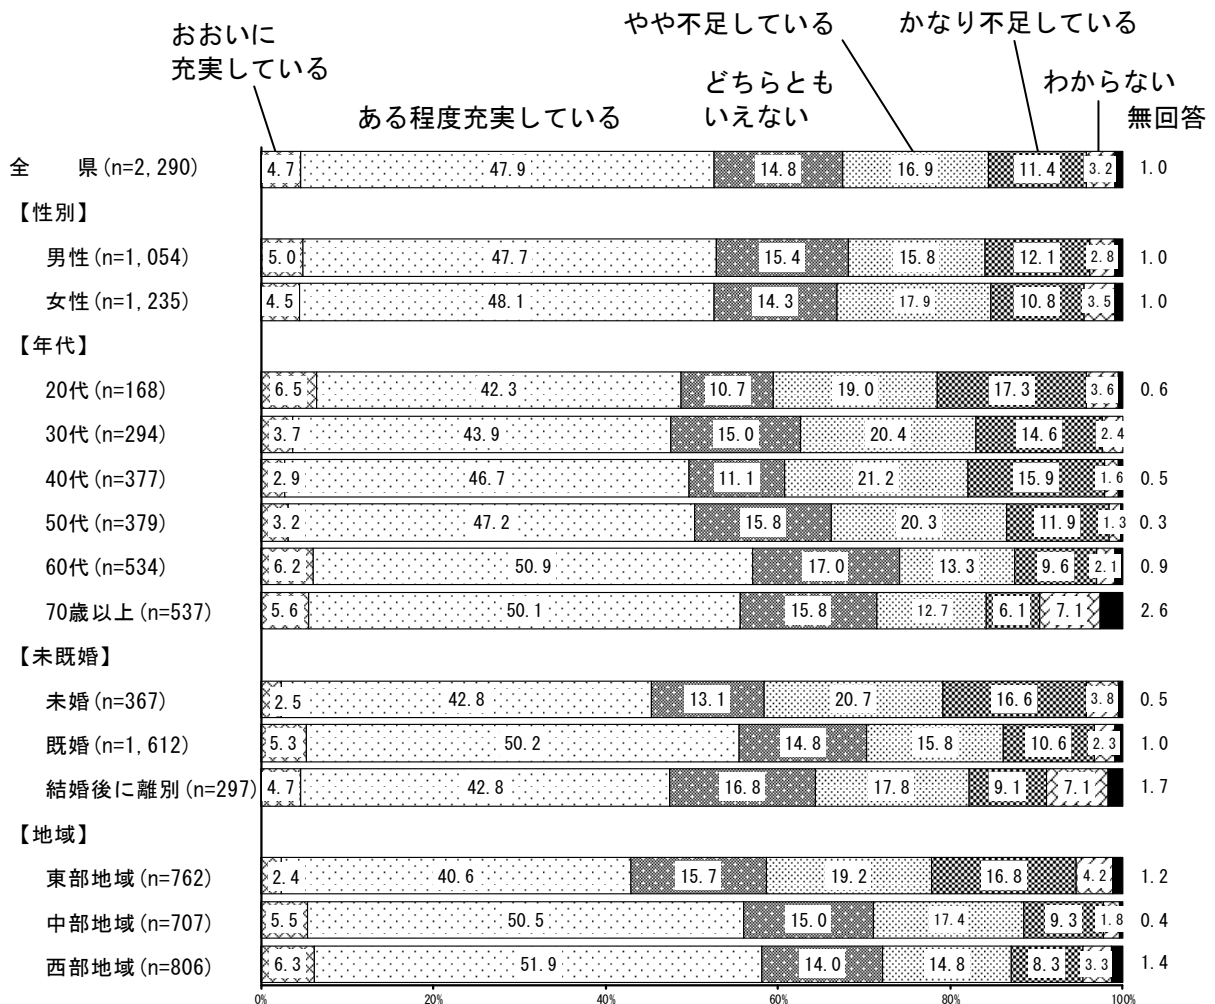 おおいに
充実している
ある程度充実している
どちらとも
いえない
やや不足している
かなり不足している
わからない
無回答
全　　県(n=2,290) 4.7 47.9 14.8 16.9 11.4 3.2 1.0
【性別】
男性(n=1,054) 5.0 47.7 15.4 15.8 12.1 2.8 1.0
女性(n=1,235) 4.5 48.1 14.3 17.9 10.8 3.5 1.0
【年代】
20代(n=168) 6.5 42.3 10.7 19.0 17.3 3.6 0.6
30代(n=294) 3.7 43.9 15.0 20.4 14.6 2.4
40代(n=377) 2.9 46.7 11.1 21.2 15.9 1.6 0.5
50代(n=379) 3.2 47.2 15.8 20.3 11.9 1.3 0.3
60代(n=534) 6.2 50.9 17.0 13.3 9.6 2.1 0.9
70歳以上(n=537) 5.6 50.1 15.8 12.7 6.1 7.1 2.6
【未既婚】
未婚(n=367) 2.5 42.8 13.1 20.7 16.6 3.8 0.5
既婚(n=1,612) 5.3 50.2 14.8 15.8 10.6 2.3 1.0
結婚後に離別(n=297) 4.7 42.8 16.8 17.8 9.1 7.1 1.7
【地域】
東部地域(n=762) 2.4 40.6 15.7 19.2 16.8 4.2 1.2
中部地域(n=707) 5.5 50.5 15.0 17.4 9.3 1.8 0.4
西部地域(n=806) 6.3 51.9 14.0 14.8 8.3 3.3 1.4
0% 20% 40% 60% 80% 100%